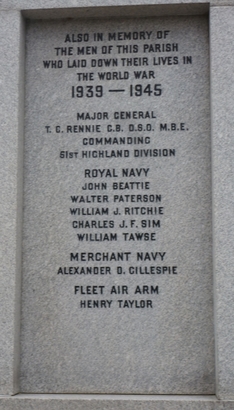 ALSO IN MEMORY OF
THE MEN OF THIS PARISH
WHO LAID DOWN THEIR LIVES IN
THE WORLD WAR
1939 — 1945
MAJOR GENERAL
T. G. RENNIE C.B. D.S.O. M.B.E.
COMMANDING
51ST HIGHLAND DIVISION
ROYAL NAVY
JOHN BEATTIE
WALTER PATERSON
WILLIAM J. RITCHIE
CHARLES J. F. SIM
WILLIAM TAWSE
MERCHANT NAVY
ALEXANDER D. GILLESPIE
FLEET AIR ARM
HENRY TAYLOR